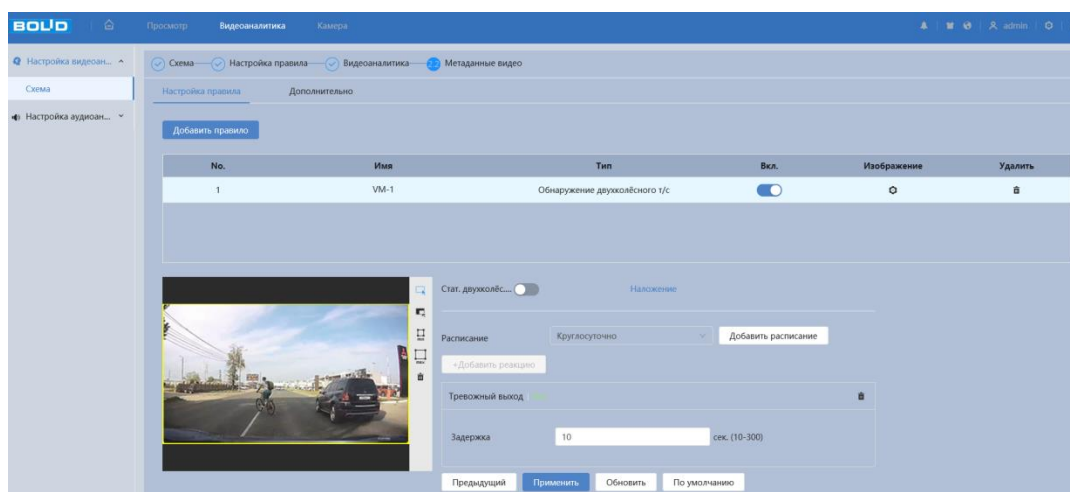 BOLID Просмотр Видеоаналитика Камера admin
Настройка видеоан... Схема Настройка правила Видеоаналитика 2.2 Метаданные видео
Схема Настройка правила Дополнительно
Настройка аудиоан...
Добавить правило
No. Имя Тип Вкл. Изображение Удалить
1 VM-1 Обнаружение двухколёсного т/с
Стат. двухколёс.... Наложение
Расписание Круглосуточно Добавить расписание
+Добавить реакцию
Тревожный выход
Задержка 10 сек. (10-300)
Предыдущий Применить Обновить По умолчанию